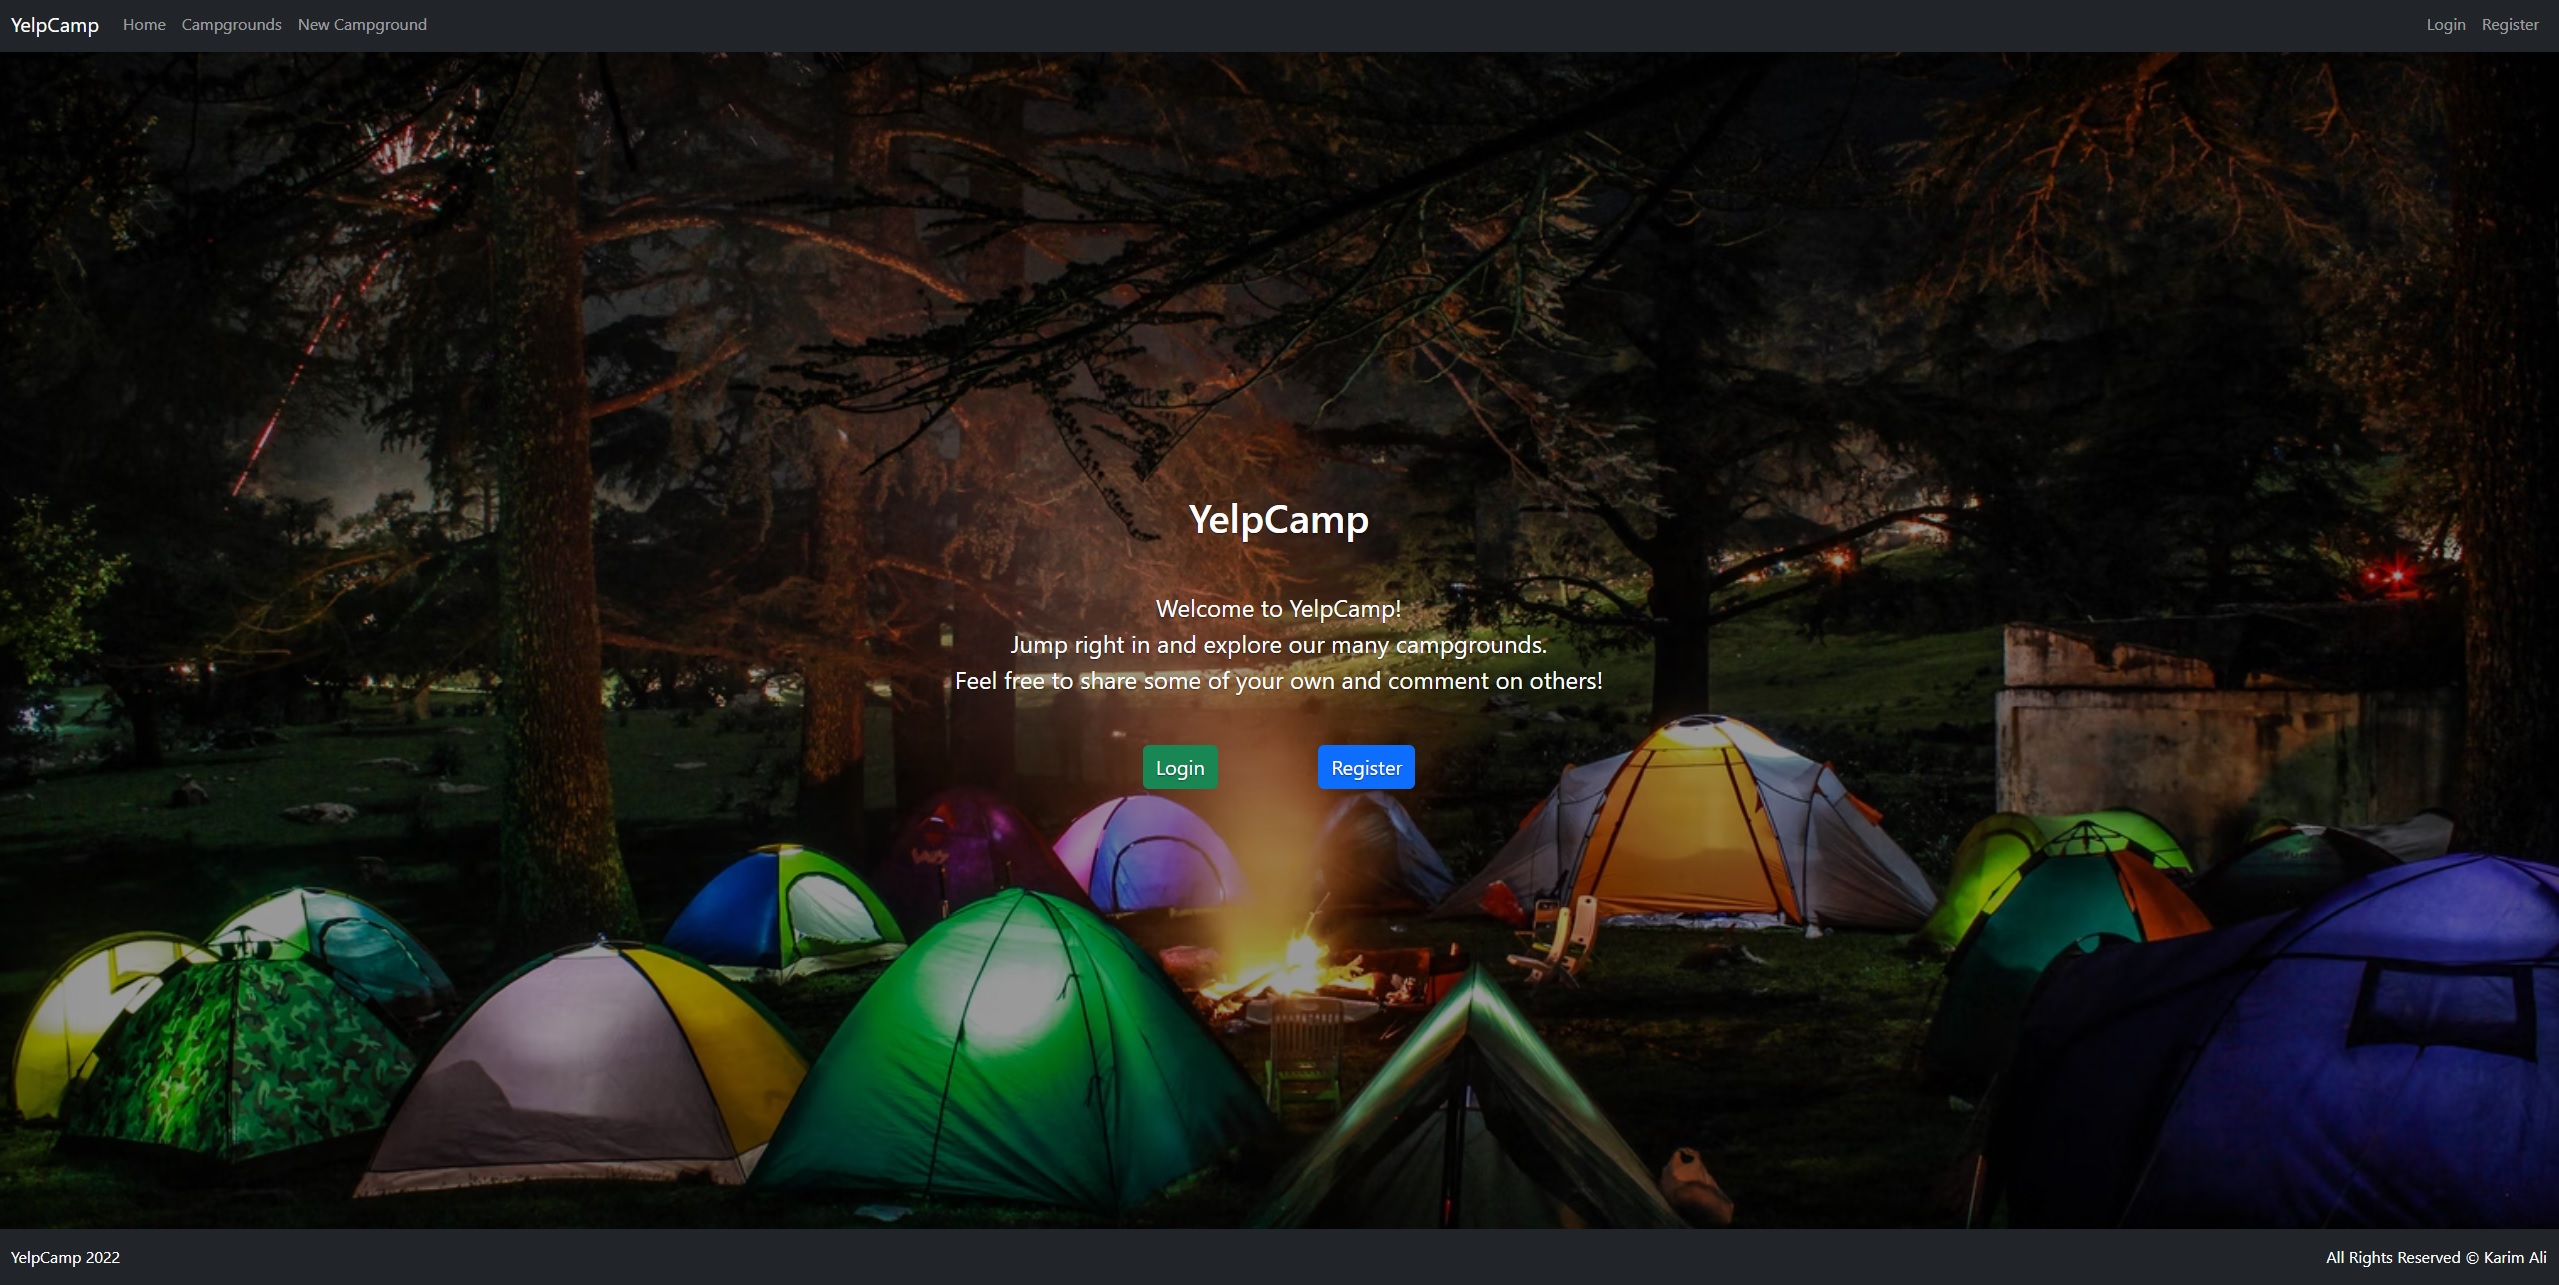 YelpCamp Home Campgrounds New Campground Login Register
YelpCamp
Welcome to YelpCamp!
Jump right in and explore our many campgrounds.
Feel free to share some of your own and comment on others!
Login Register
YelpCamp 2022 All Rights Reserved © Karim Ali